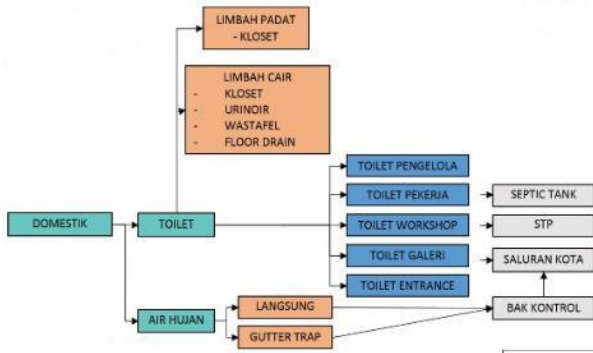 LIMBAH PADAT
- KLOSET
LIMBAH CAIR
- KLOSET
- URINOIR
- WASTAFEL
- FLOOR DRAIN
TOILET PENGELOLA
TOILET PEKERJA
SEPTIC TANK
DOMESTIK
TOILET
TOILET WORKSHOP
STP
TOILET GALERI
SALURAN KOTA
TOILET ENTRANCE
AIR HUJAN
LANGSUNG
BAK KONTROL
GUTTER TRAP